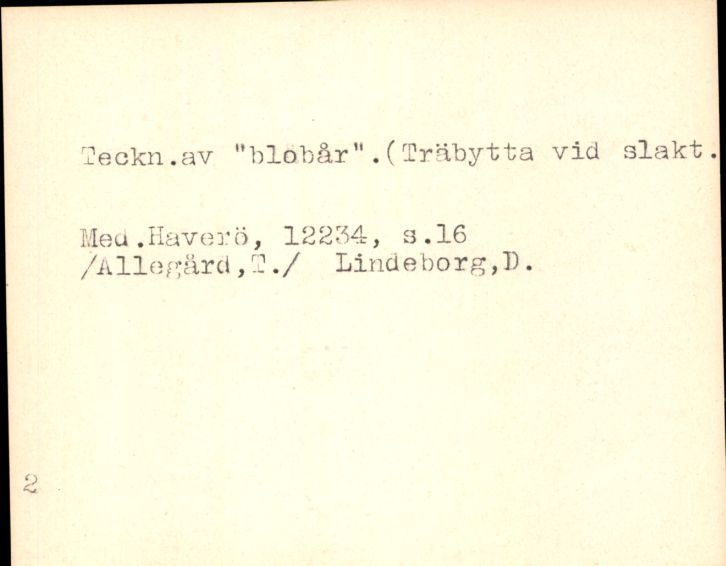 Teckn.av "blobår".(Träbytta vid slakt.
Med.Haverö, 12234, s.16
/Allegård,T./ Lindeborg,D.
2